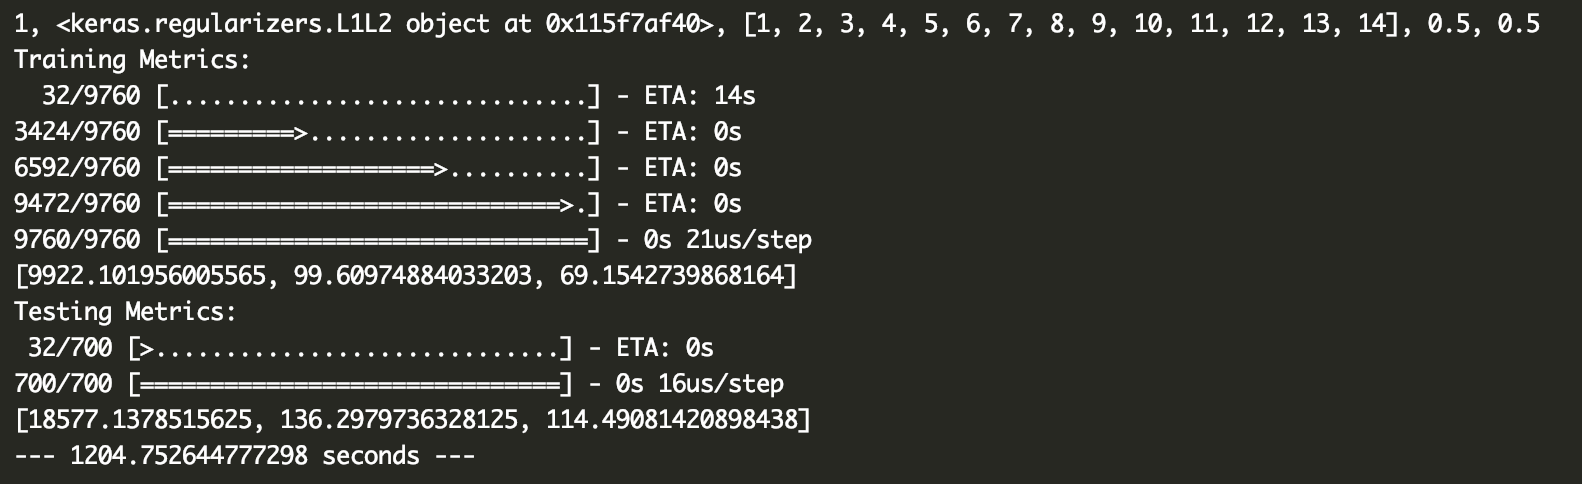 1, <keras.regularizers.L1L2 object at 0x115f7af40>, [1, 2, 3, 4, 5, 6, 7, 8, 9, 10, 11, 12, 13, 14], 0.5, 0.5
Training Metrics:
  32/9760 [..............................] - ETA: 14s
3424/9760 [=========>....................] - ETA: 0s
6592/9760 [===================>..........] - ETA: 0s
9472/9760 [============================>.] - ETA: 0s
9760/9760 [==============================] - 0s 21us/step
[9922.101956005565, 99.60974884033203, 69.1542739868164]
Testing Metrics:
 32/700 [>.............................] - ETA: 0s
700/700 [==============================] - 0s 16us/step
[18577.1378515625, 136.2979736328125, 114.49081420898438]
--- 1204.752644777298 seconds ---